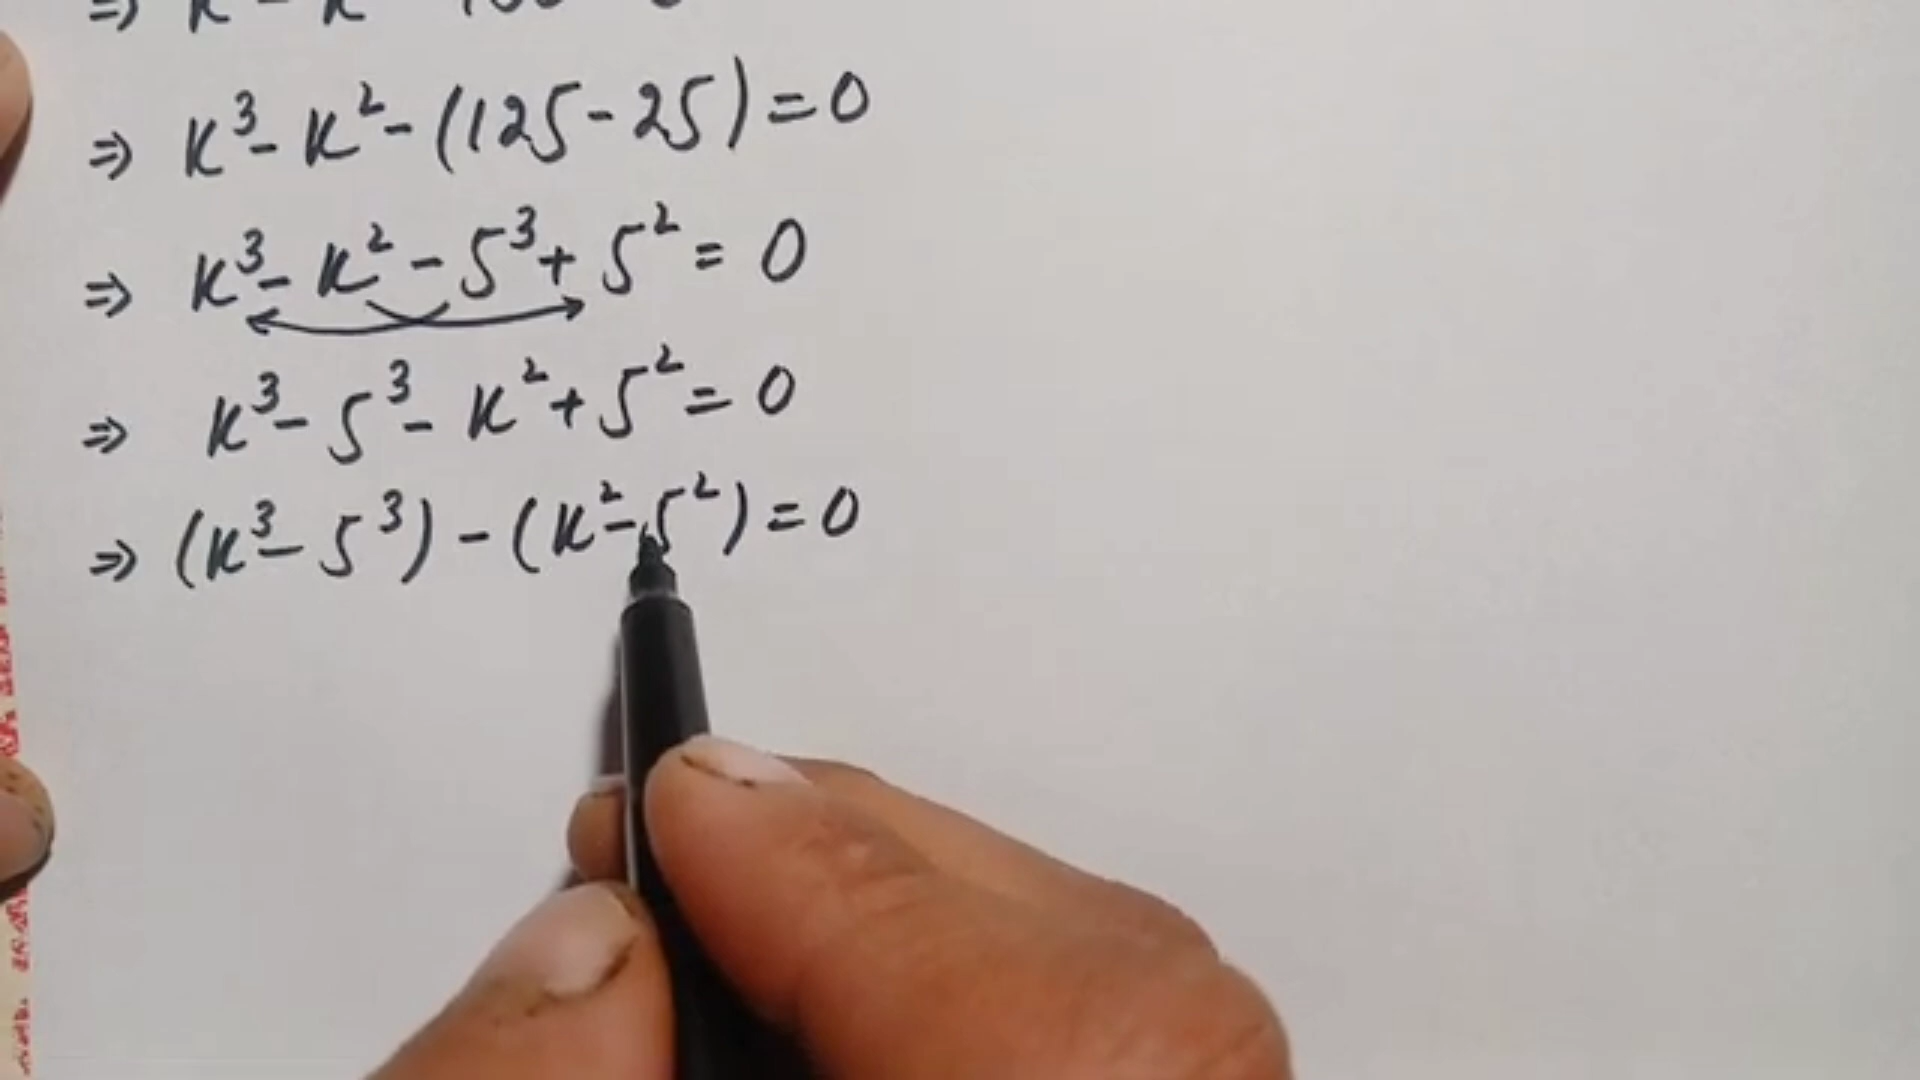 ⇒ K³ - K² - (125 - 25) = 0
⇒ K³ - K² - 5³ + 5² = 0
⇒ K³ - 5³ - K² + 5² = 0
⇒ (K³ - 5³) - (K² - 5²) = 0